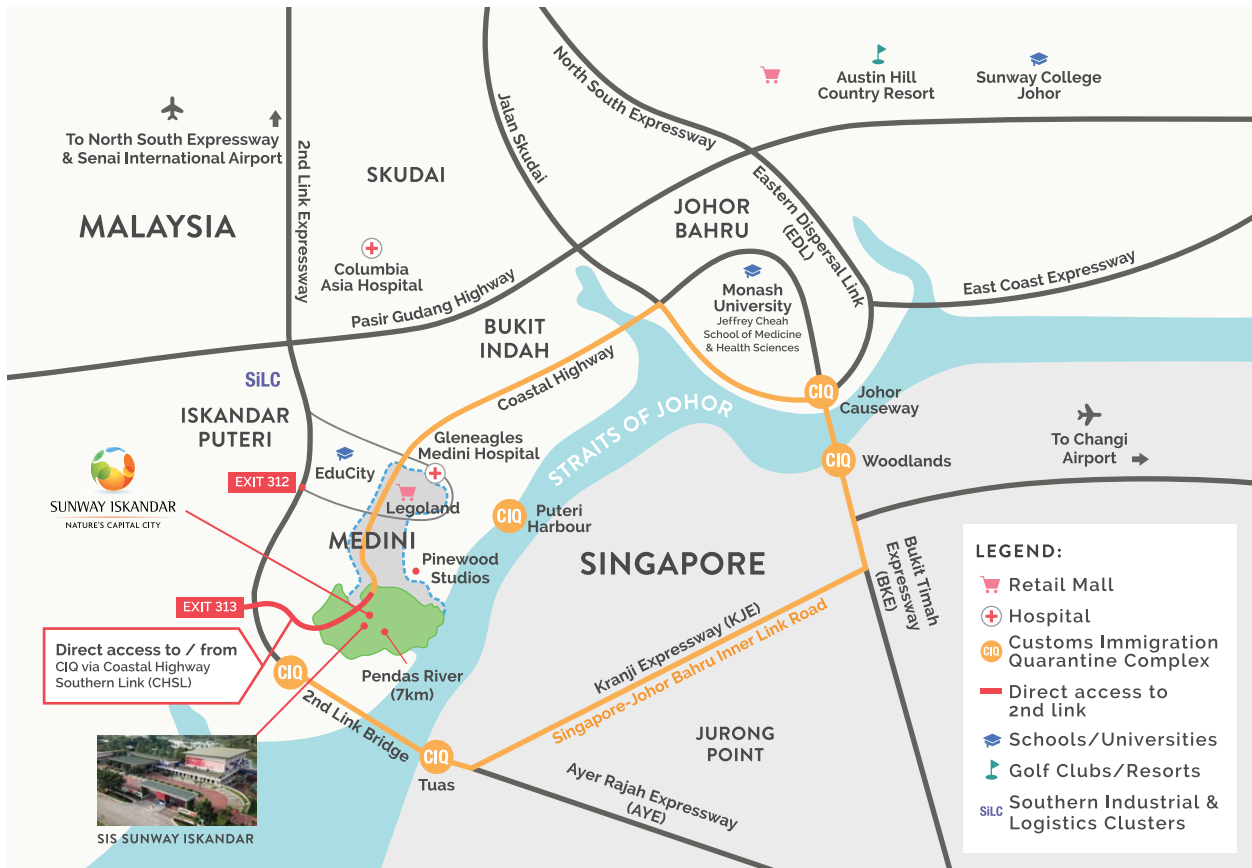 To North South Expressway
& Senai International Airport
2nd Link Expressway
SKUDAI
MALAYSIA
Columbia
Asia Hospital
Pasir Gudang Highway
Jalan Skudai
North South Expressway
Austin Hill
Country Resort
Sunway College
Johor
JOHOR
BAHRU
Eastern Dispersal Link
(EDL)
East Coast Expressway
Monash
University
Jeffrey Cheah
School of Medicine
& Health Sciences
BUKIT
INDAH
Coastal Highway
SiLC
ISKANDAR
PUTERI
CIQ
Johor
Causeway
STRAITS OF JOHOR
Gleneagles
Medini Hospital
EduCity
CIQ
Woodlands
To Changi
Airport
SUNWAY ISKANDAR
NATURE'S CAPITAL CITY
EXIT 312
Legoland
CIQ
Puteri
Harbour
MEDINI
Pinewood
Studios
SINGAPORE
Bukit Timah
Expressway
(BKE)
EXIT 313
Direct access to / from
CIQ via Coastal Highway
Southern Link (CHSL)
CIQ
Pendas River
(7km)
2nd Link Bridge
Kranji Expressway (KJE)
Singapore-Johor Bahru Inner Link Road
JURONG
POINT
CIQ
Tuas
Ayer Rajah Expressway
(AYE)
SIS SUNWAY ISKANDAR
LEGEND:
Retail Mall
Hospital
CIQ
Customs Immigration
Quarantine Complex
Direct access to
2nd link
Schools/Universities
Golf Clubs/Resorts
SiLC
Southern Industrial &
Logistics Clusters